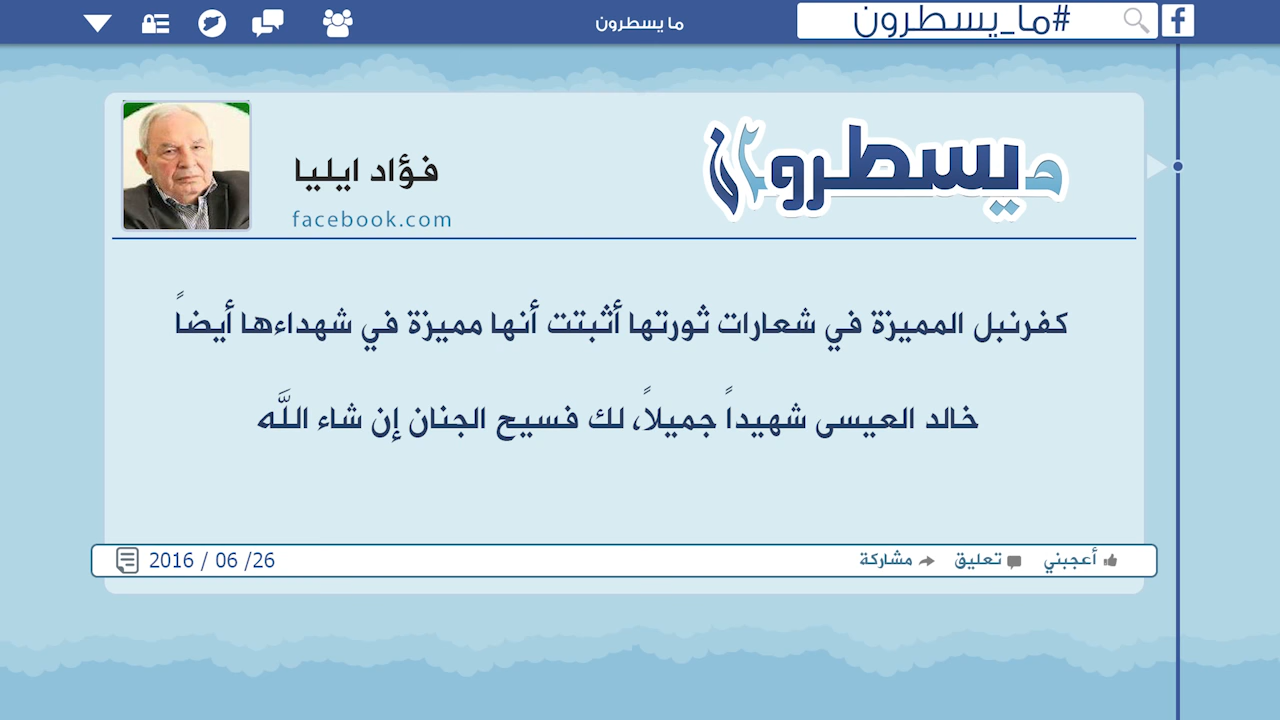 #ما_يسطرون
ما يسطرون
ما يسطرون
فؤاد ايليا
facebook.com
كفرنبل المميزة في شعارات ثورتها أثبتت أنها مميزة في شهداءها أيضاً
خالد العيسى شهيداً جميلاً، لك فسيح الجنان إن شاء اللَّه
أعجبني تعليق مشاركة
2016 / 06 /26